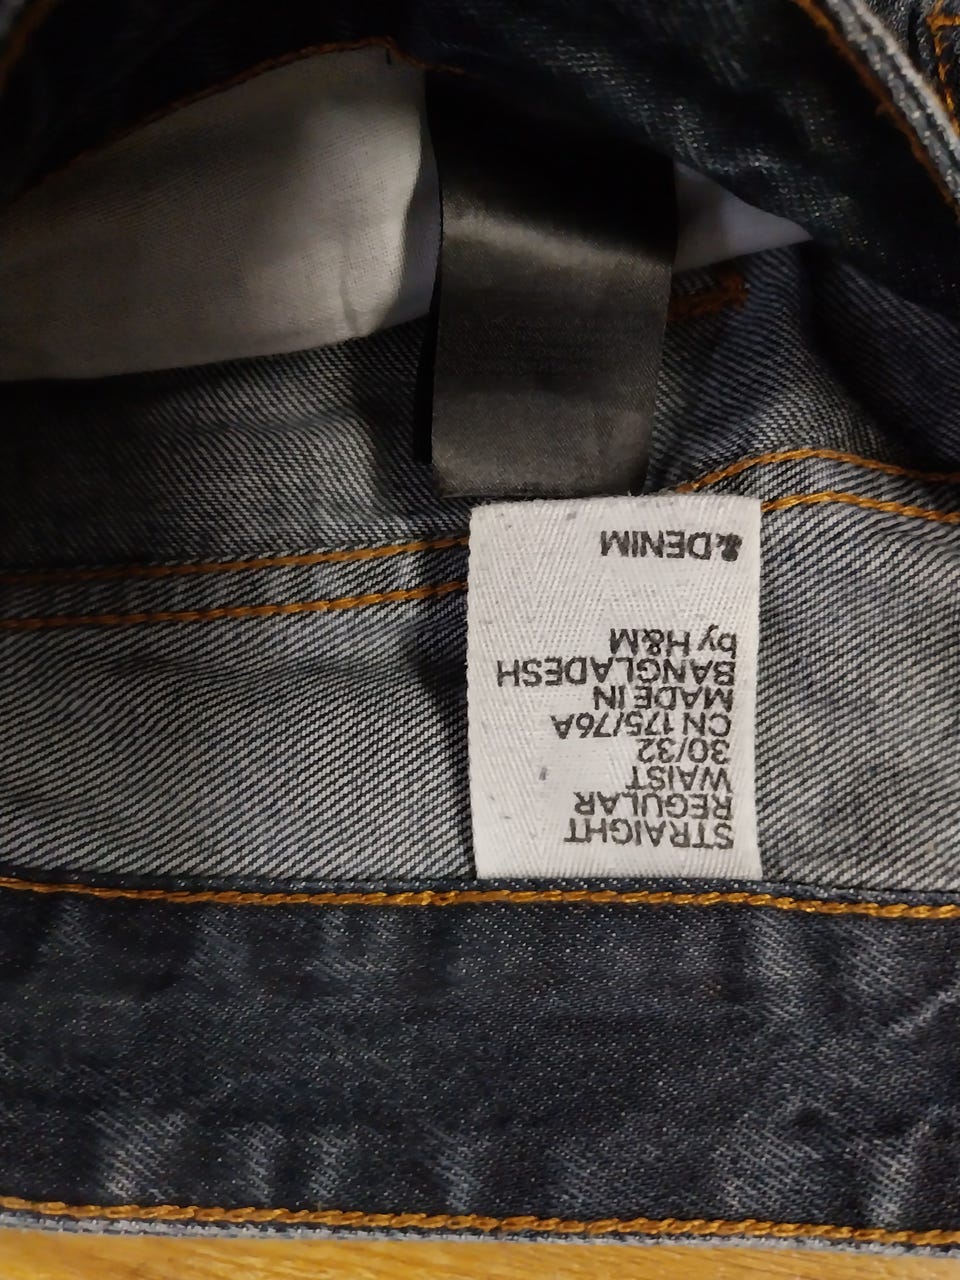 STRAIGHT
REGULAR
WAIST
30/32
CN 175/76A
MADE IN
BANGLADESH
by H&M
&DENIM